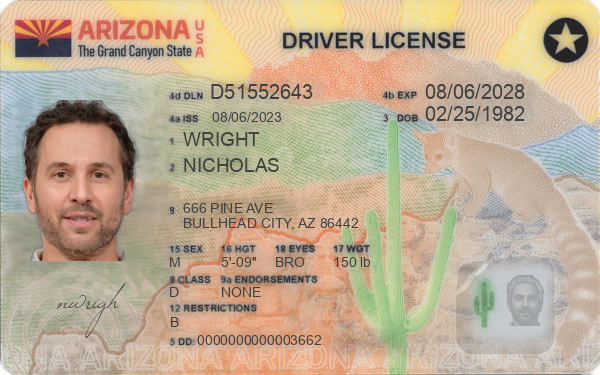 ARIZONA USA
The Grand Canyon State
DRIVER LICENSE
4d DLN D51552643 4b EXP 08/06/2028
4a ISS 08/06/2023 3 DOB 02/25/1982
1 WRIGHT
2 NICHOLAS
8 666 PINE AVE
BULLHEAD CITY, AZ 86442
15 SEX 16 HGT 18 EYES 17 WGT
M 5'-09" BRO 150 lb
9 CLASS 9a ENDORSEMENTS
D NONE
12 RESTRICTIONS
B
5 DD: 0000000000003662
nwrigh
ARIZONA ARIZONA ARIZONA ARIZONA